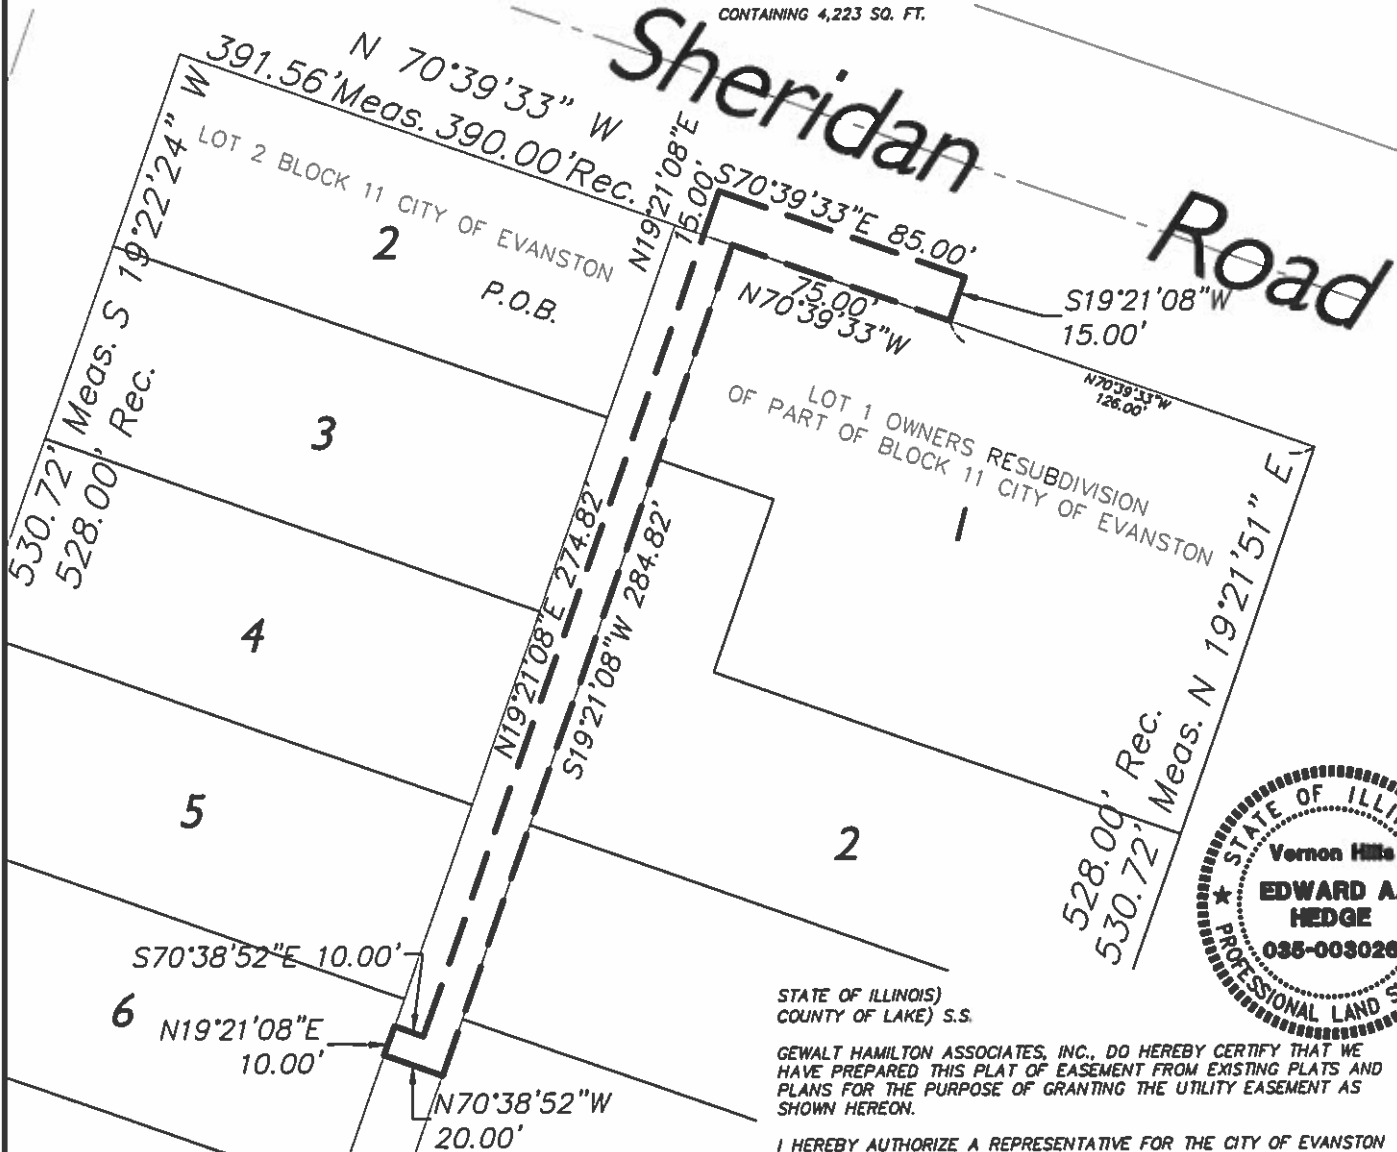 CONTAINING 4,223 SQ. FT.
Sheridan Road
N 70°39'33" W
391.56'Meas. 390.00'Rec.
LOT 2 BLOCK 11 CITY OF EVANSTON
2
P.O.B.
Meas. S 19°22'24" W
530.72'
528.00' Rec.
N19°21'08"E
15.00'
S70°39'33"E 85.00'
75.00'
N70°39'33"W
S19°21'08"W
15.00'
N70°39'33"W
126.00'
LOT 1 OWNERS RESUBDIVISION
OF PART OF BLOCK 11 CITY OF EVANSTON
1
3
4
5
6
N19°21'08"E 274.82'
S19°21'08"W 284.82'
2
528.00' Rec.
530.72' Meas. N 19°21'51" E
S70°38'52"E 10.00'
N19°21'08"E
10.00'
N70°38'52"W
20.00'
STATE OF
PROFESSIONAL LAND
Vernon Hills
EDWARD A.
HEDGE
035-003026
STATE OF ILLINOIS)
COUNTY OF LAKE) S.S.
GEWALT HAMILTON ASSOCIATES, INC., DO HEREBY CERTIFY THAT WE
HAVE PREPARED THIS PLAT OF EASEMENT FROM EXISTING PLATS AND
PLANS FOR THE PURPOSE OF GRANTING THE UTILITY EASEMENT AS
SHOWN HEREON.
I HEREBY AUTHORIZE A REPRESENTATIVE FOR THE CITY OF EVANSTON